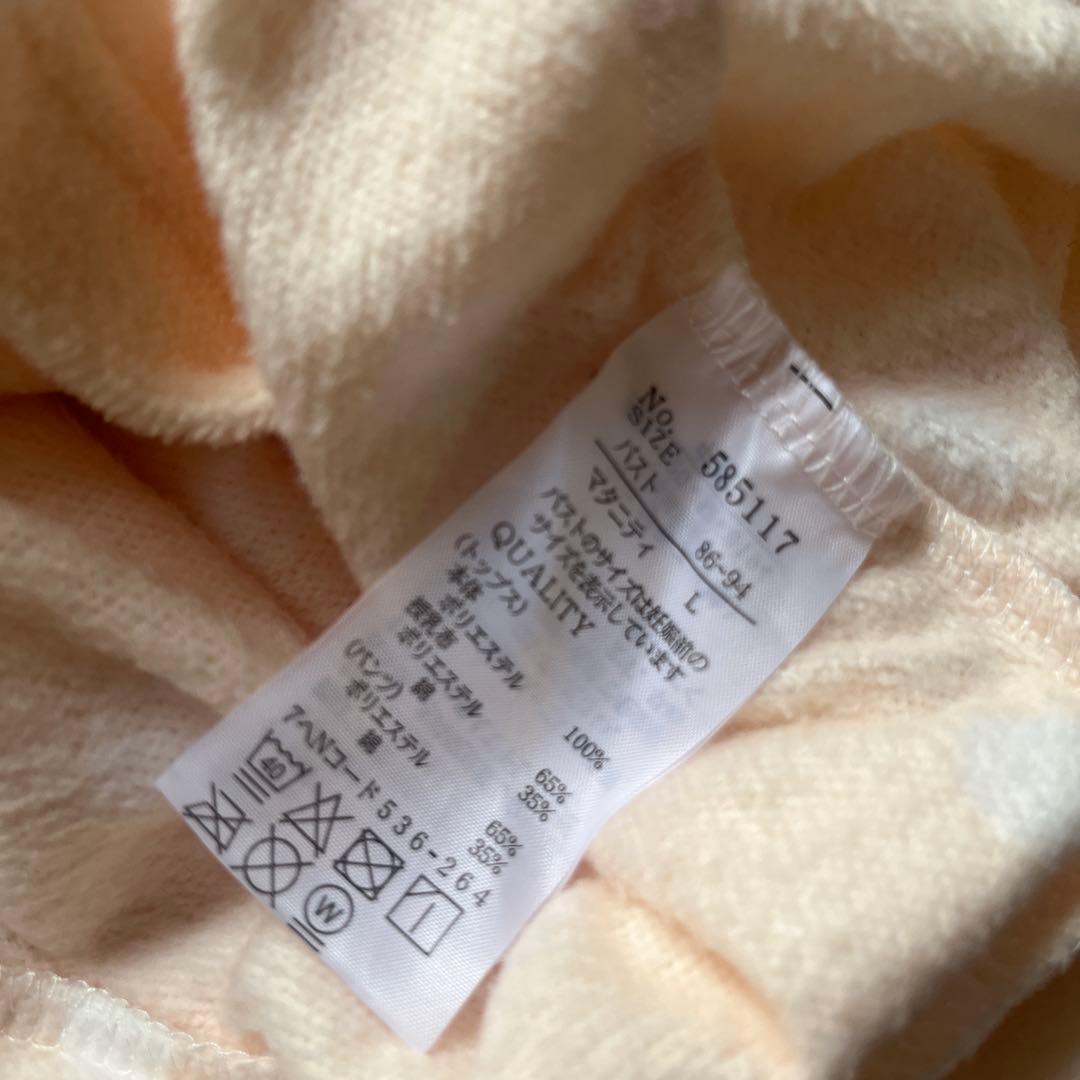 No. 585117
SIZE
バスト 86-94
マタニティ L
バストのサイズは妊娠前の
サイズを表示しています
QUALITY
(トップス)
本体
ポリエステル 100%
別布
ポリエステル 65%
綿 35%
(パンツ)
ポリエステル 65%
綿 35%
7ヘNコード536-264
40
W